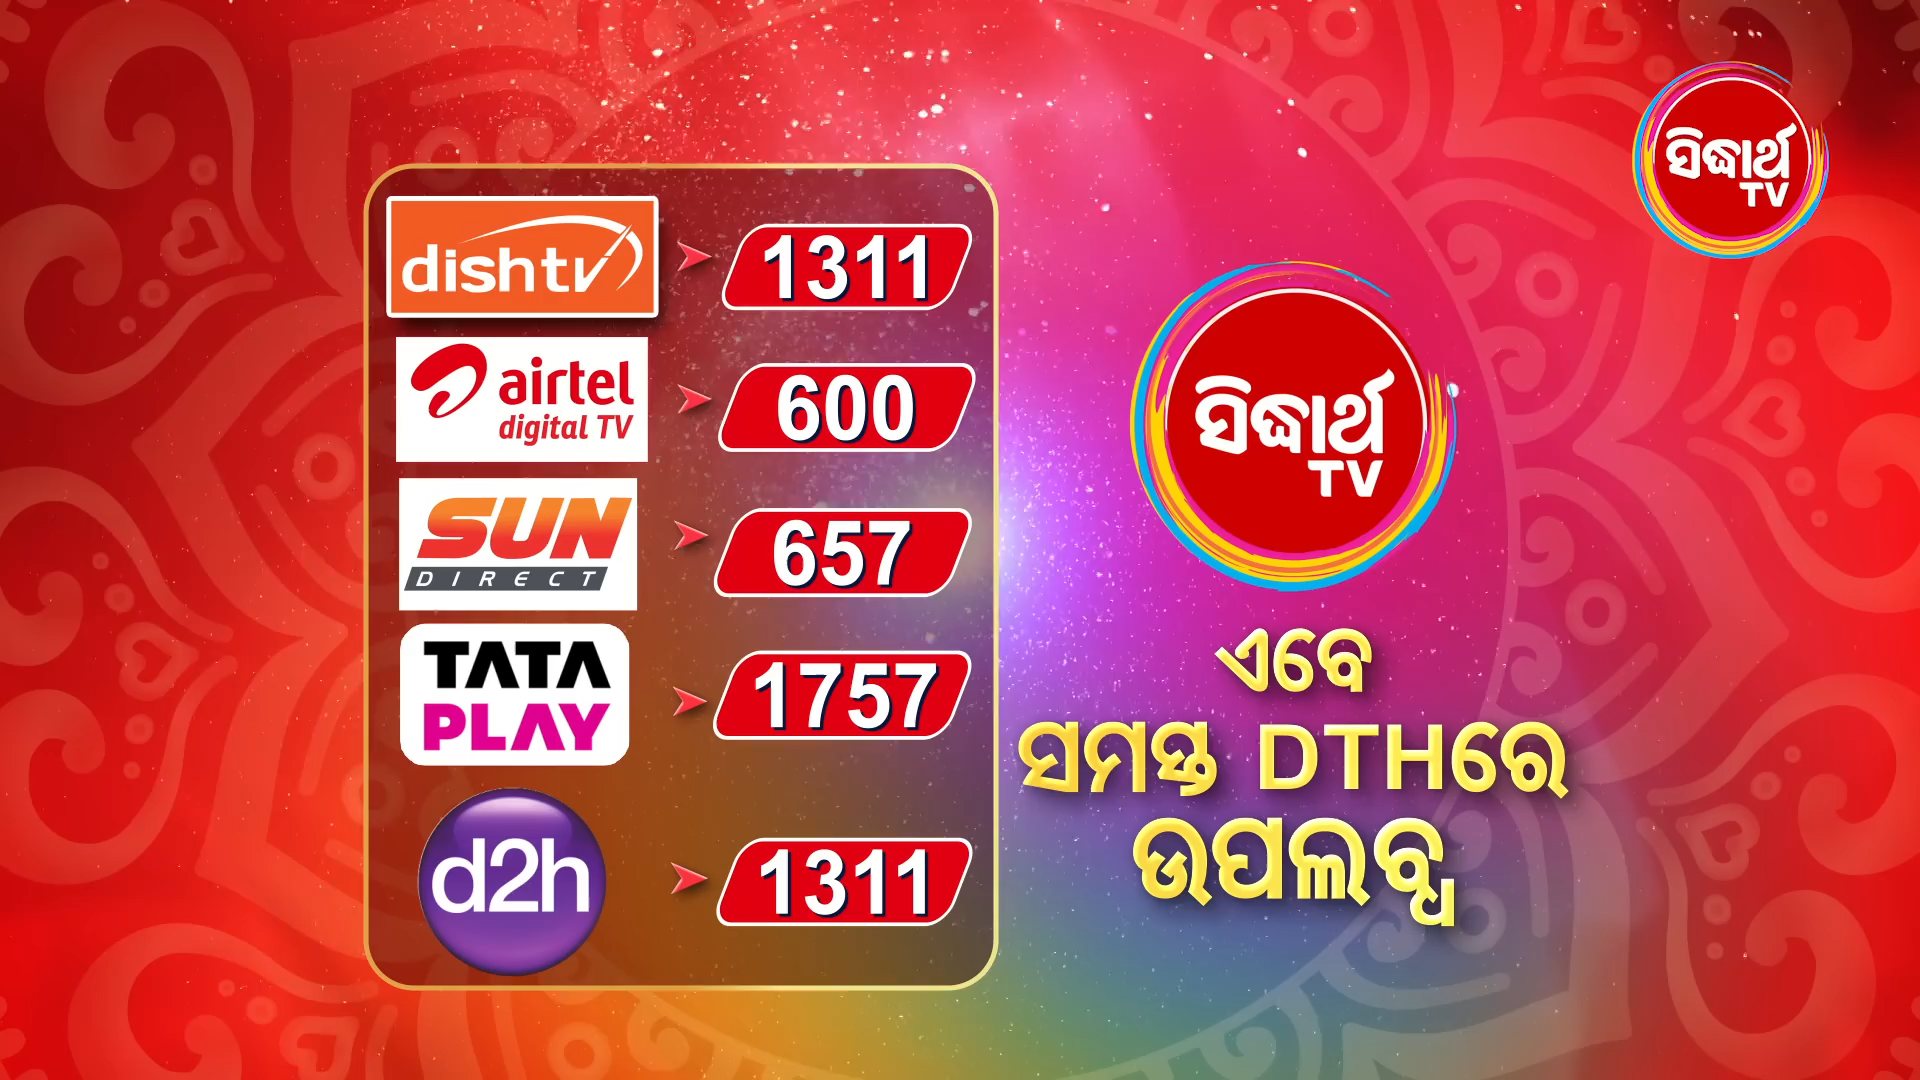 ସିଦ୍ଧାର୍ଥ
TV
dishtv
1311
airtel
digital TV
600
SUN
DIRECT
657
TATA
PLAY
1757
d2h
1311
ସିଦ୍ଧାର୍ଥ
TV
ଏବେ
ସମସ୍ତ DTHରେ
ଉପଲବ୍ଧ